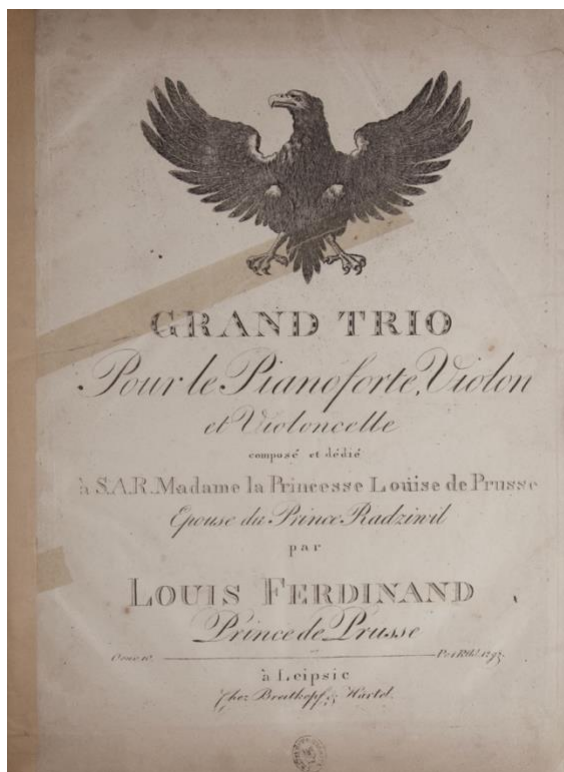 GRAND TRIO
Pour le Pianoforte, Violon
et Violoncelle
composé et dédié
à S.A.R. Madame la Princesse Louise de Prusse
Epouse du Prince Radziwil
par
LOUIS FERDINAND
Prince de Prusse
Oeuv. 10.
à Leipsic
Chez Breitkopf & Härtel.